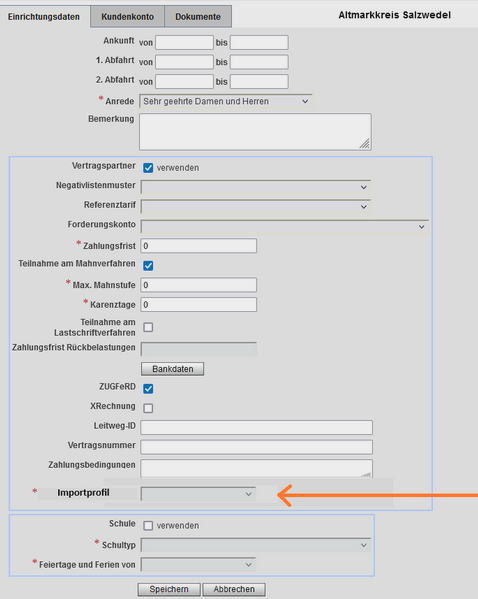 Einrichtungsdaten Kundenkonto Dokumente Altmarkkreis Salzwedel
Ankunft von bis
1. Abfahrt von bis
2. Abfahrt von bis
* Anrede Sehr geehrte Damen und Herren
Bemerkung
Vertragspartner verwenden
Negativlistenmuster
Referenztarif
Forderungskonto
* Zahlungsfrist 0
Teilnahme am Mahnverfahren
* Max. Mahnstufe 0
* Karenztage 0
Teilnahme am
Lastschriftverfahren
Zahlungsfrist Rückbelastungen
Bankdaten
ZUGFeRD
XRechnung
Leitweg-ID
Vertragsnummer
Zahlungsbedingungen
* Importprofil
Schule verwenden
* Schultyp
* Feiertage und Ferien von
Speichern Abbrechen